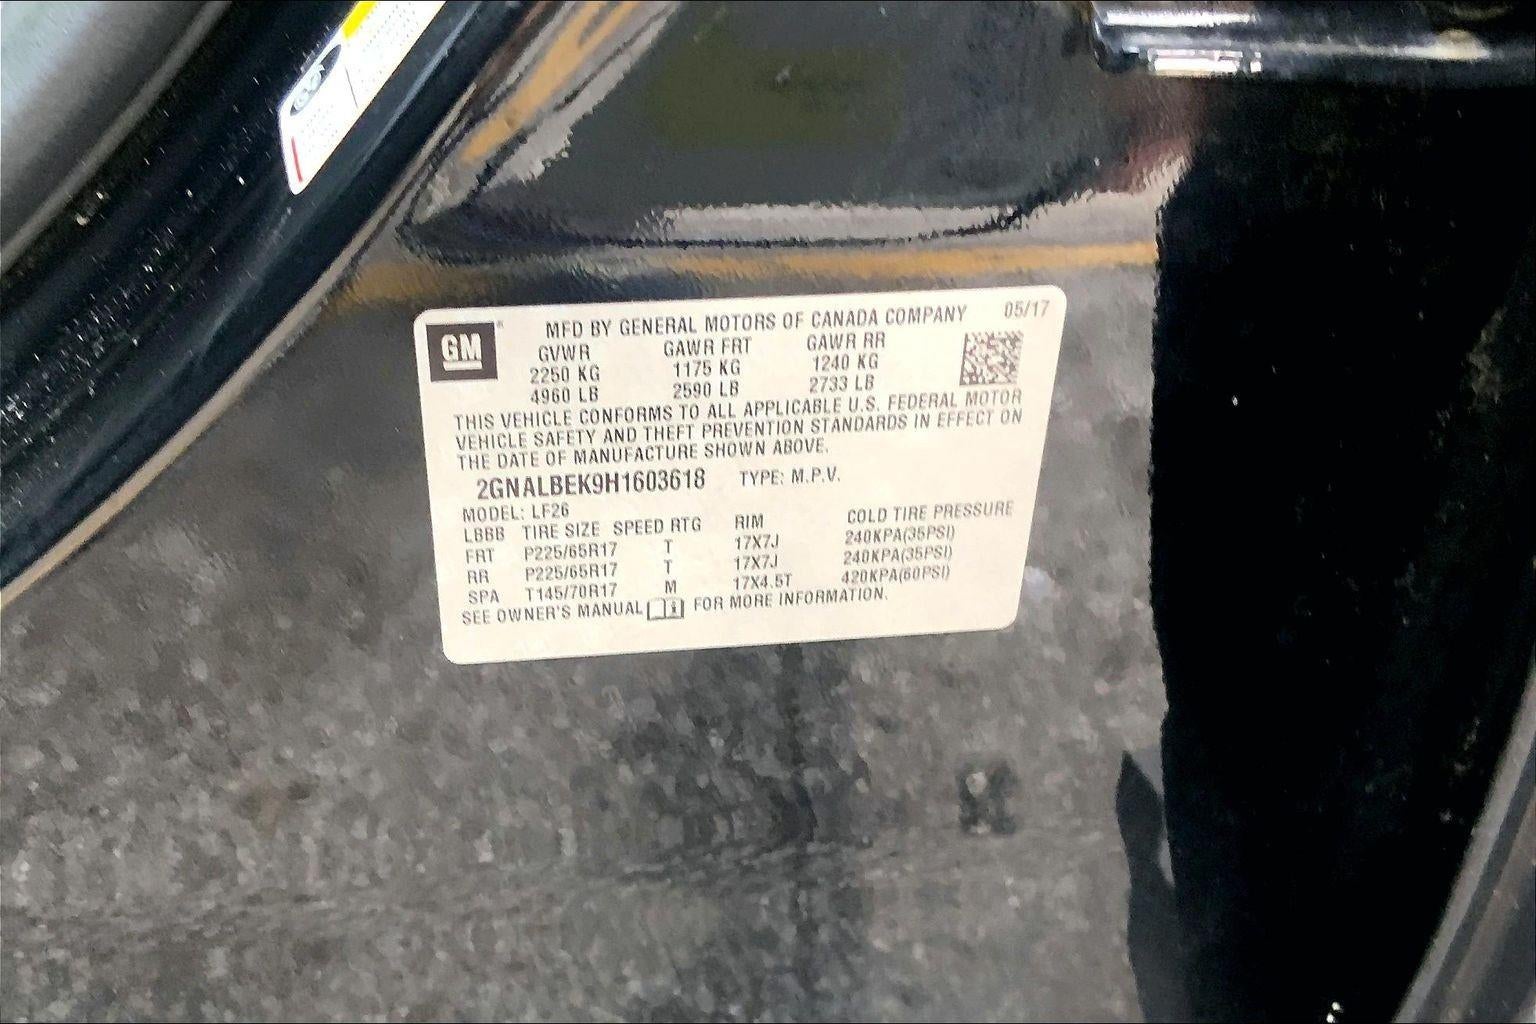 GM
MFD BY GENERAL MOTORS OF CANADA COMPANY 05/17
GVWR GAWR FRT GAWR RR
2250 KG 1175 KG 1240 KG
4960 LB 2590 LB 2733 LB
THIS VEHICLE CONFORMS TO ALL APPLICABLE U.S. FEDERAL MOTOR
VEHICLE SAFETY AND THEFT PREVENTION STANDARDS IN EFFECT ON
THE DATE OF MANUFACTURE SHOWN ABOVE.
2GNALBEK9H1603618 TYPE: M.P.V.
MODEL: LF26
LBBB TIRE SIZE SPEED RTG RIM COLD TIRE PRESSURE
FRT P225/65R17 T 17X7J 240KPA(35PSI)
RR P225/65R17 T 17X7J 240KPA(35PSI)
SPA T145/70R17 M 17X4.5T 420KPA(60PSI)
SEE OWNER'S MANUAL FOR MORE INFORMATION.